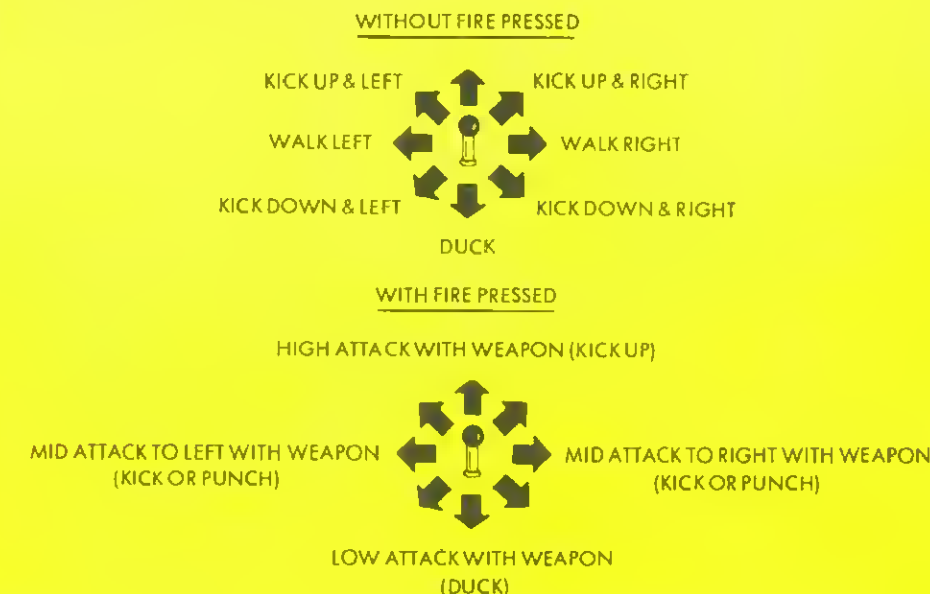 WITHOUT FIRE PRESSED
KICK UP & LEFT
KICK UP & RIGHT
WALK LEFT
WALK RIGHT
KICK DOWN & LEFT
KICK DOWN & RIGHT
DUCK
WITH FIRE PRESSED
HIGH ATTACK WITH WEAPON (KICK UP)
MID ATTACK TO LEFT WITH WEAPON
(KICK OR PUNCH)
MID ATTACK TO RIGHT WITH WEAPON
(KICK OR PUNCH)
LOW ATTACK WITH WEAPON
(DUCK)